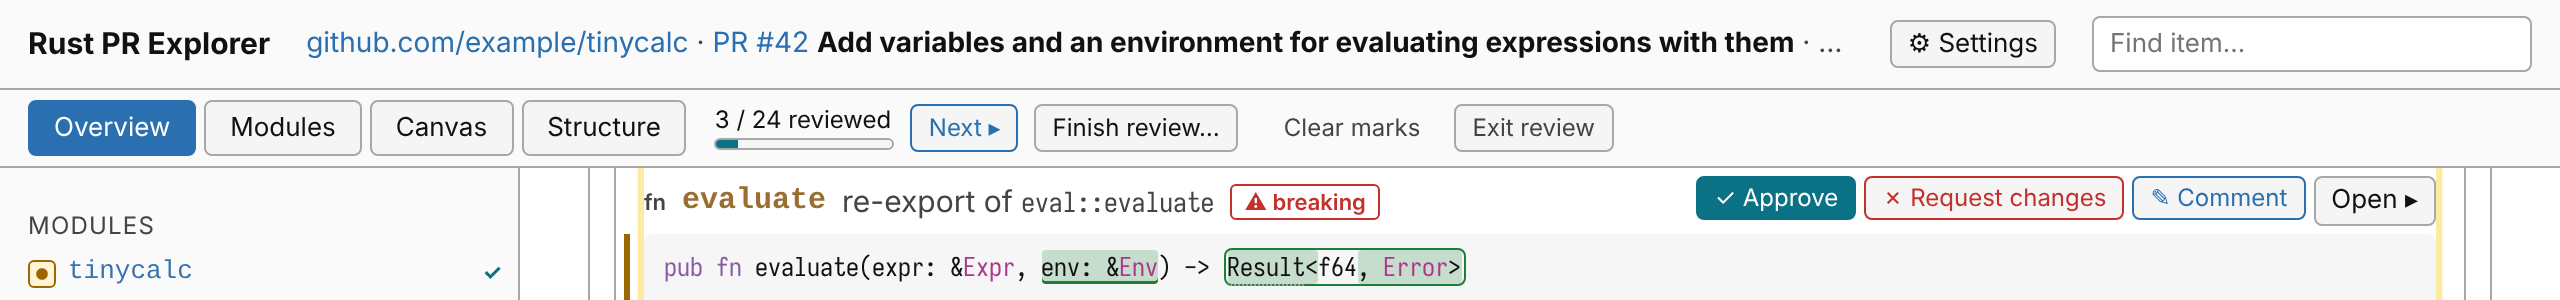 Rust PR Explorer github.com/example/tinycalc · PR #42 Add variables and an environment for evaluating expressions with them · ... ⚙ Settings Find item...
Overview Modules Canvas Structure 3 / 24 reviewed Next ▸ Finish review... Clear marks Exit review
fn evaluate re-export of eval::evaluate ⚠ breaking ✓ Approve × Request changes ✎ Comment Open ▸
MODULES
pub fn evaluate(expr: &Expr, env: &Env) -> Result<f64, Error>
tinycalc ✓